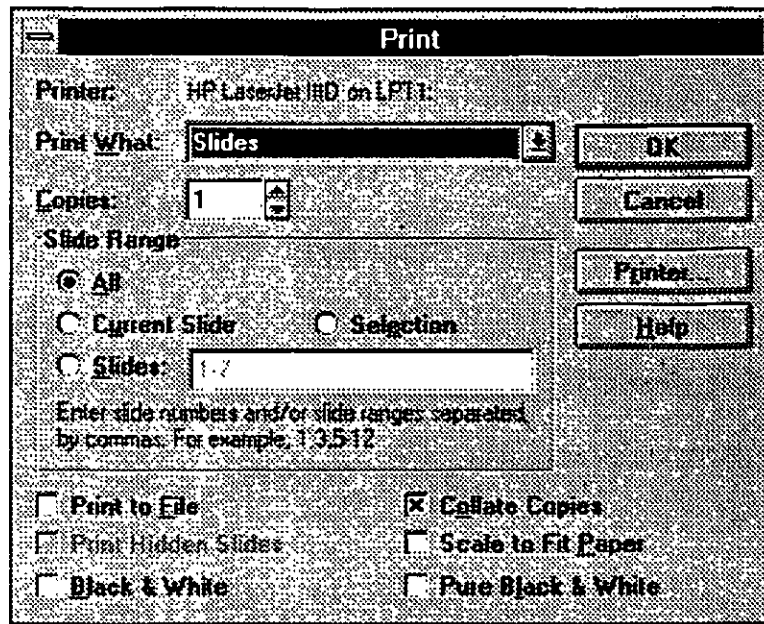 Print
Printer: HP LaserJet IIID on LPT1:
Print What: Slides
OK
Copies: 1
Cancel
Slide Range
All
Printer...
Current Slide Selection
Help
Slides: 1-7
Enter slide numbers and/or slide ranges separated
by commas. For example, 1,3,5-12
Print to File Collate Copies
Print Hidden Slides Scale to Fit Paper
Black & White Pure Black & White